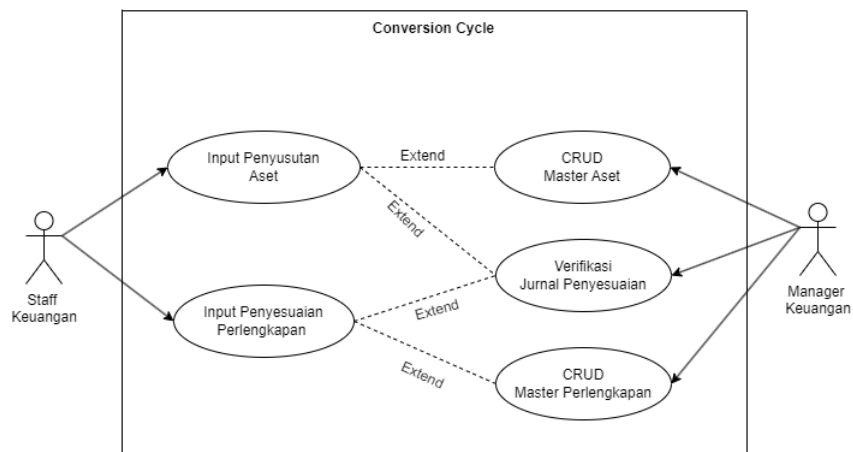 Conversion Cycle
Input Penyusutan
Aset
Extend
CRUD
Master Aset
Extend
Staff
Keuangan
Verifikasi
Jurnal Penyesuaian
Manager
Keuangan
Input Penyesuaian
Perlengkapan
Extend
Extend
CRUD
Master Perlengkapan